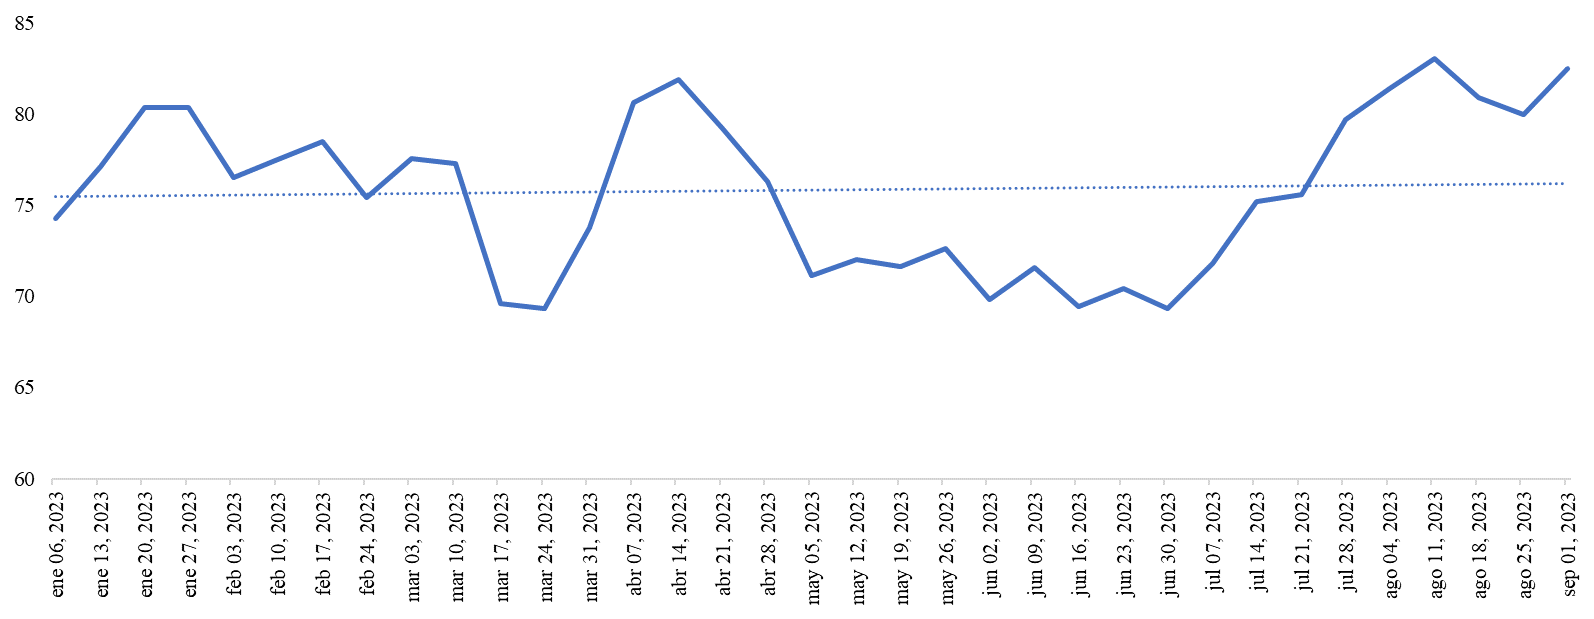 85
80
75
70
65
60
ene 06, 2023
ene 13, 2023
ene 20, 2023
ene 27, 2023
feb 03, 2023
feb 10, 2023
feb 17, 2023
feb 24, 2023
mar 03, 2023
mar 10, 2023
mar 17, 2023
mar 24, 2023
mar 31, 2023
abr 07, 2023
abr 14, 2023
abr 21, 2023
abr 28, 2023
may 05, 2023
may 12, 2023
may 19, 2023
may 26, 2023
jun 02, 2023
jun 09, 2023
jun 16, 2023
jun 23, 2023
jun 30, 2023
jul 07, 2023
jul 14, 2023
jul 21, 2023
jul 28, 2023
ago 04, 2023
ago 11, 2023
ago 18, 2023
ago 25, 2023
sep 01, 2023